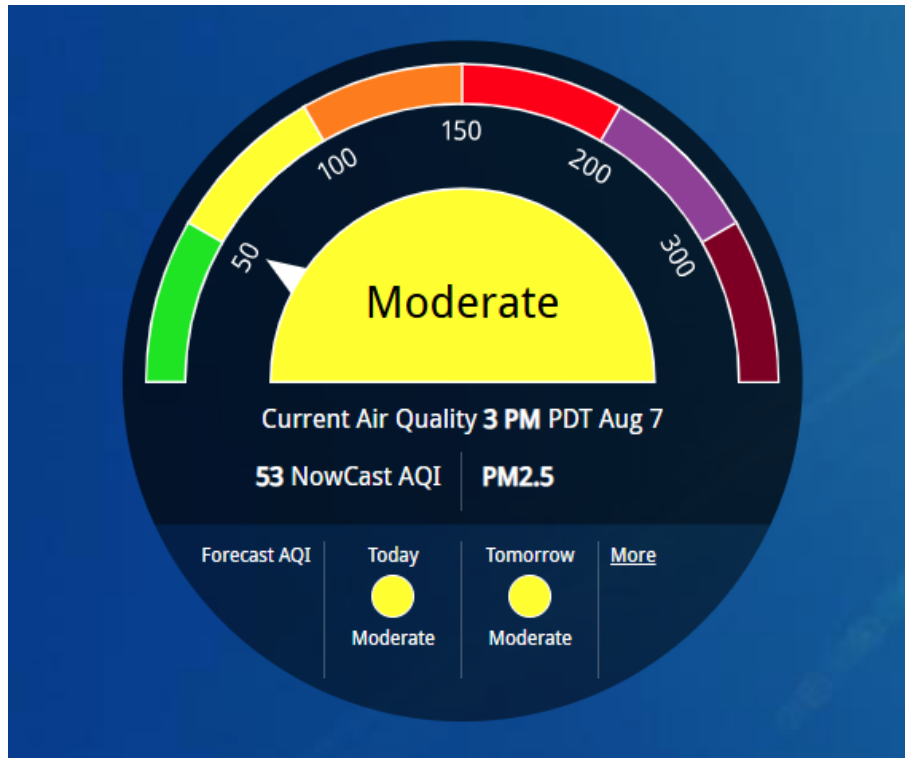 50
100
150
200
300
Moderate
Current Air Quality 3 PM PDT Aug 7
53 NowCast AQI PM2.5
Forecast AQI Today Tomorrow More
Moderate Moderate